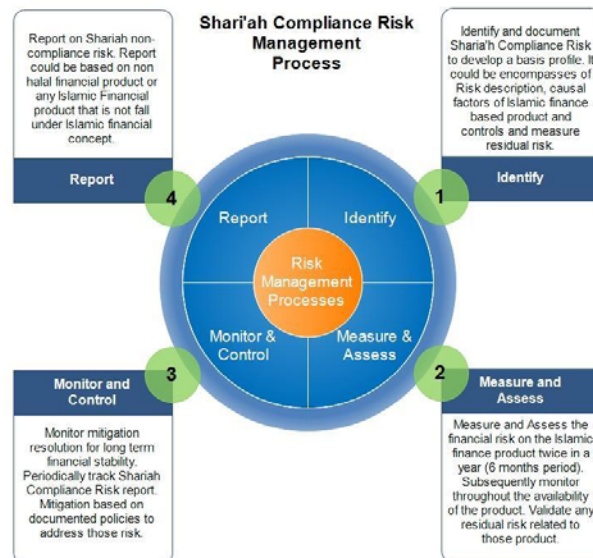 Shari'ah Compliance Risk
Management
Process
Report on Shariah non-
compliance risk. Report
could be based on non
halal financial product or
any Islamic Financial
product that is not fall
under Islamic financial
concept.
Report
4
Identify and document
Sharia'h Compliance Risk
to develop a basis profile. It
could be encompasses of
Risk description, causal
factors of Islamic finance
based product and
controls and measure
residual risk.
Identify
1
Report
Identify
Risk
Management
Processes
Monitor &
Control
Measure &
Assess
3
Monitor and
Control
Monitor mitigation
resolution for long term
financial stability.
Periodically track Shariah
Compliance Risk report.
Mitigation based on
documented policies to
address those risk.
2
Measure and
Assess
Measure and Assess the
financial risk on the Islamic
finance product twice in a
year (6 months period).
Subsequently monitor
throughout the availability
of the product. Validate any
residual risk related to
those product.